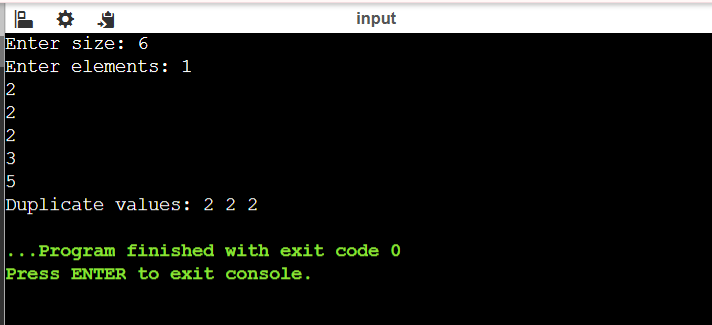 input
Enter size: 6
Enter elements: 1
2
2
2
3
5
Duplicate values: 2 2 2
...Program finished with exit code 0
Press ENTER to exit console.